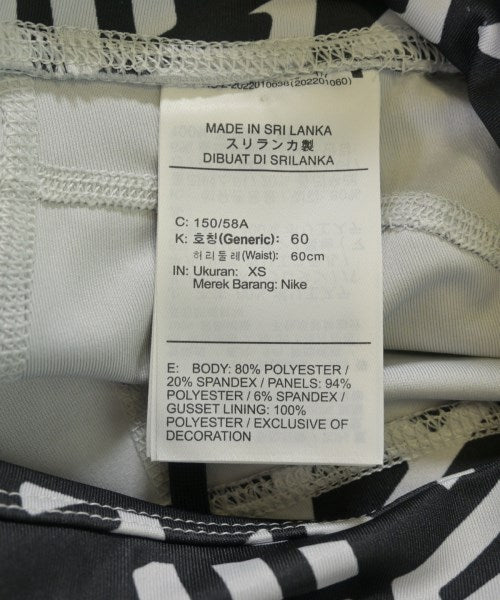 (202201060)
MADE IN SRI LANKA
スリランカ製
DIBUAT DI SRILANKA
C: 150/58A
K: 호칭(Generic): 60
허리둘레(Waist): 60cm
IN: Ukuran: XS
Merek Barang: Nike
E: BODY: 80% POLYESTER /
20% SPANDEX / PANELS: 94%
POLYESTER / 6% SPANDEX /
GUSSET LINING: 100%
POLYESTER / EXCLUSIVE OF
DECORATION